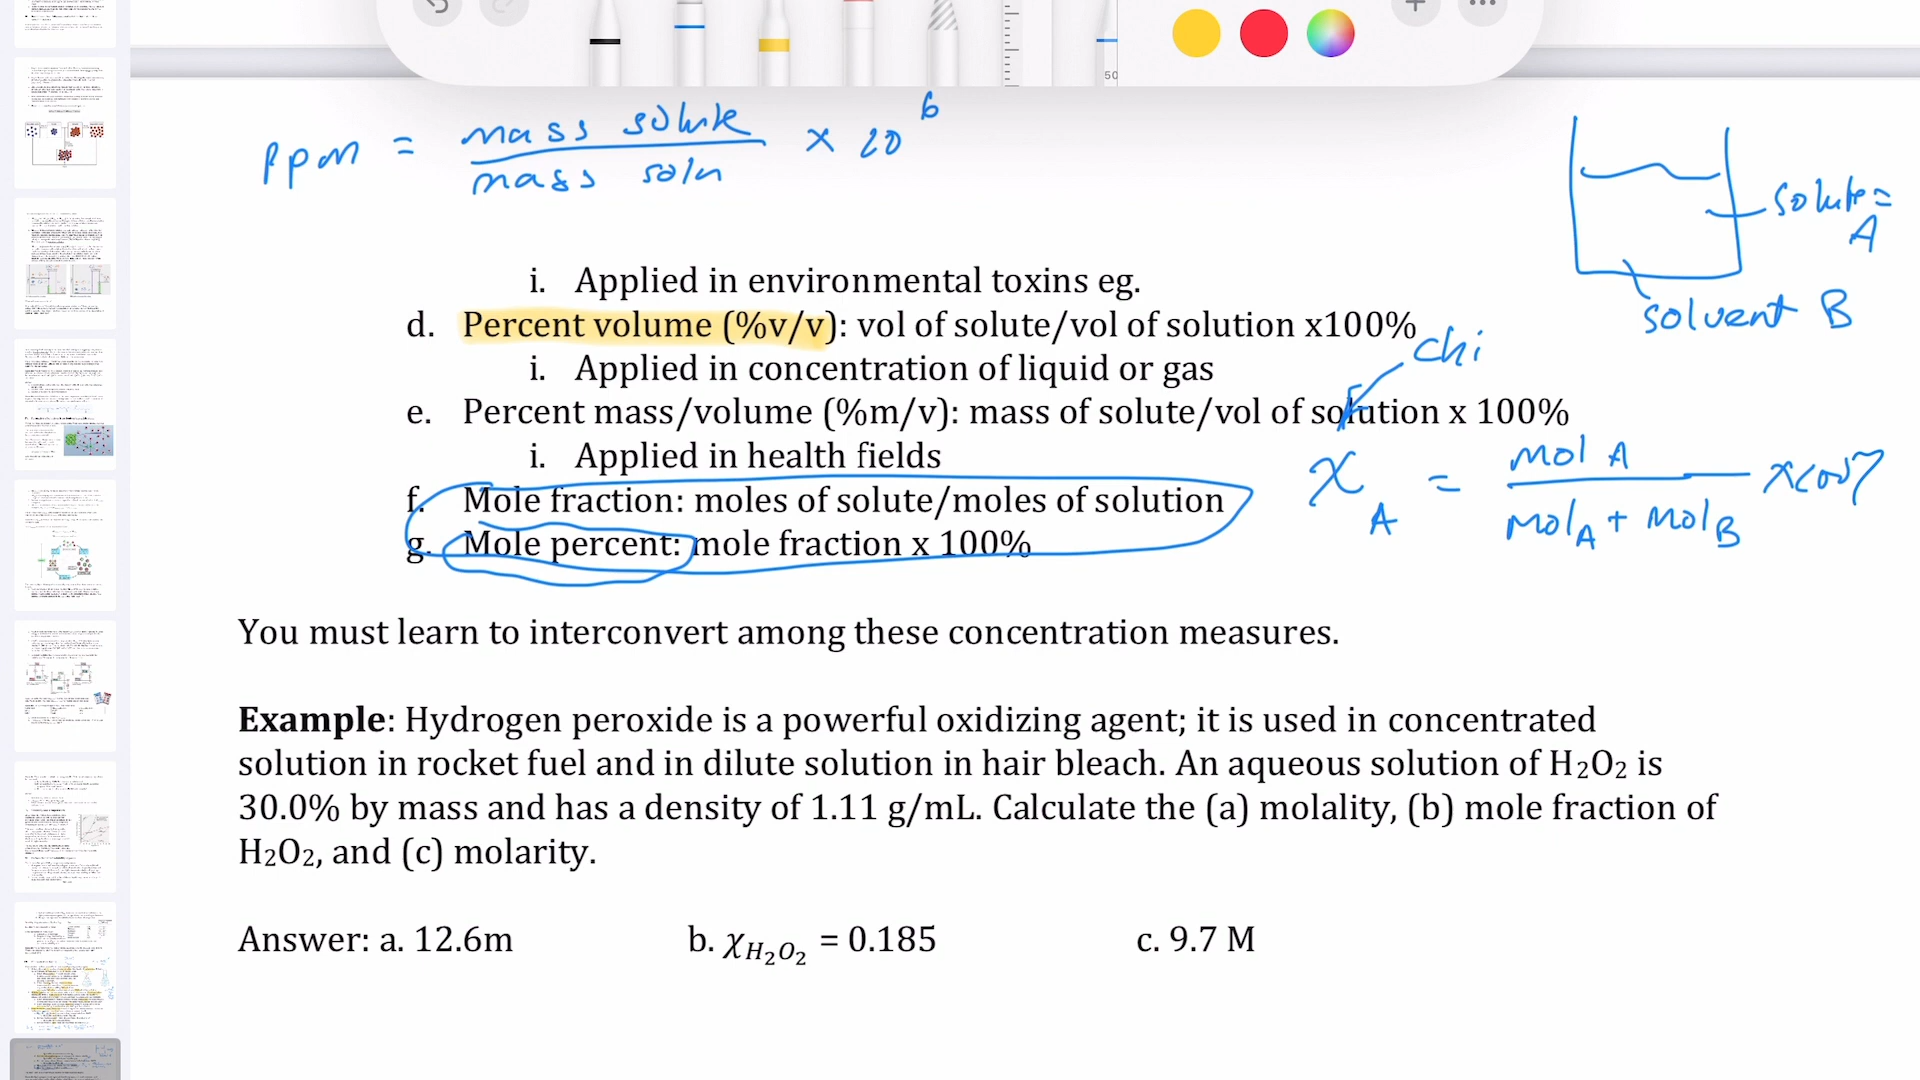 50
ppm = mass solute / mass soln x 10 6
solute = A
solvent B
i. Applied in environmental toxins eg.
d. Percent volume (%v/v): vol of solute/vol of solution x100%
chi
i. Applied in concentration of liquid or gas
e. Percent mass/volume (%m/v): mass of solute/vol of solution x 100%
i. Applied in health fields
χ A = mol A / mol A + mol B x100%
f. Mole fraction: moles of solute/moles of solution
g. Mole percent: mole fraction x 100%
You must learn to interconvert among these concentration measures.
Example: Hydrogen peroxide is a powerful oxidizing agent; it is used in concentrated
solution in rocket fuel and in dilute solution in hair bleach. An aqueous solution of H2O2 is
30.0% by mass and has a density of 1.11 g/mL. Calculate the (a) molality, (b) mole fraction of
H2O2, and (c) molarity.
Answer: a. 12.6m b. χH2O2 = 0.185 c. 9.7 M